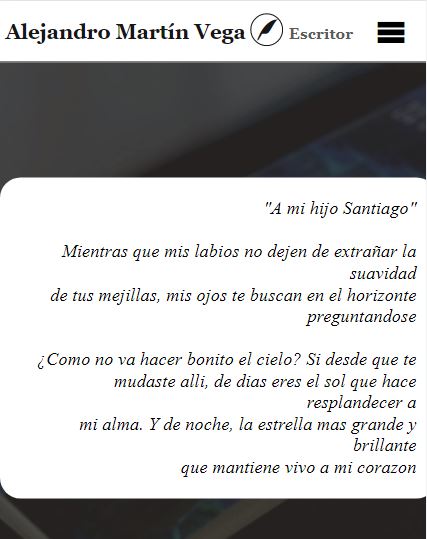 Alejandro Martín Vega Escritor
"A mi hijo Santiago"
Mientras que mis labios no dejen de extrañar la
suavidad
de tus mejillas, mis ojos te buscan en el horizonte
preguntandose
¿Como no va hacer bonito el cielo? Si desde que te
mudaste alli, de dias eres el sol que hace
resplandecer a
mi alma. Y de noche, la estrella mas grande y
brillante
que mantiene vivo a mi corazon